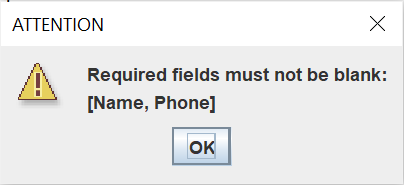 ATTENTION
Required fields must not be blank:
[Name, Phone]
OK